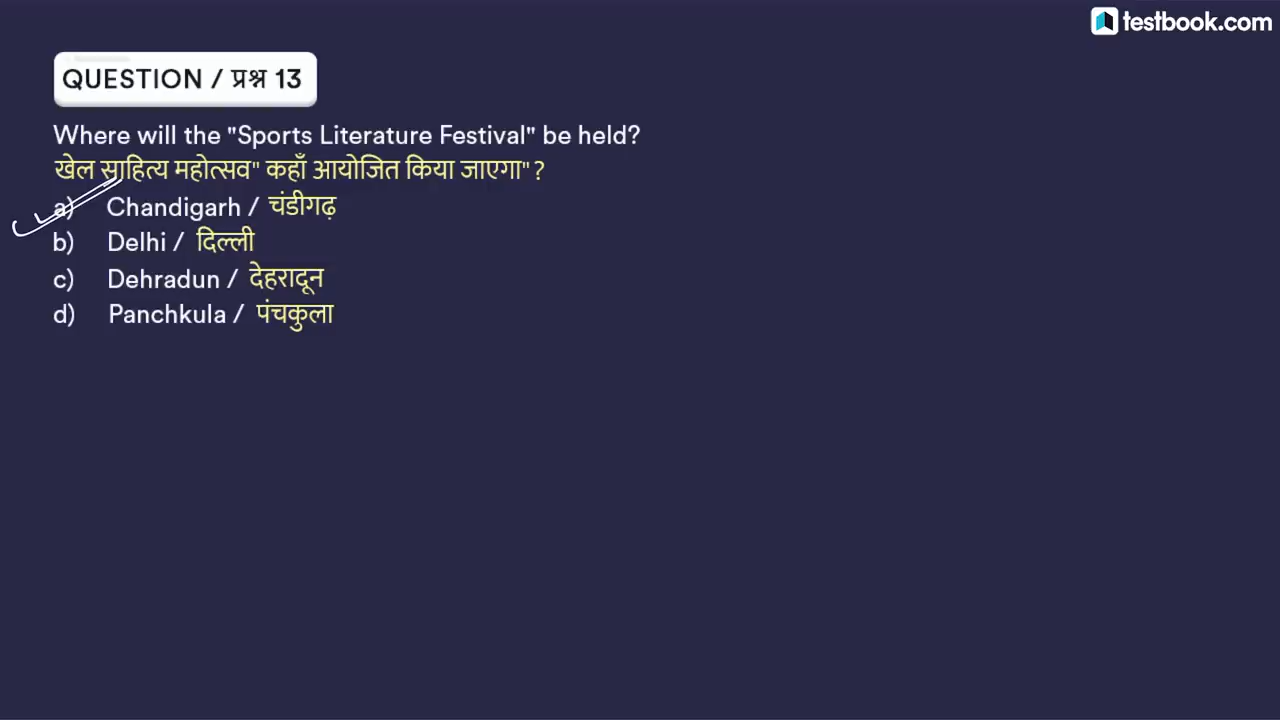 testbook.com
QUESTION / प्रश्न 13
Where will the "Sports Literature Festival" be held?
खेल साहित्य महोत्सव" कहाँ आयोजित किया जाएगा"?
a) Chandigarh / चंडीगढ़
b) Delhi / दिल्ली
c) Dehradun / देहरादून
d) Panchkula / पंचकुला